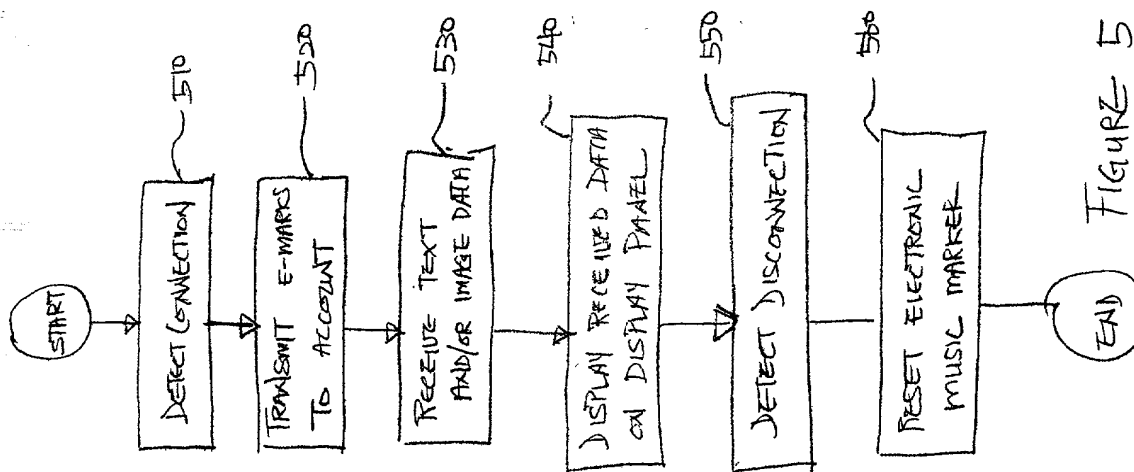 START
DETECT CONNECTION
510
TRANSMIT E-MARKS
TO ACCOUNT
520
RECEIVE TEXT
AND/OR IMAGE DATA
530
DISPLAY RECEIVED DATA
ON DISPLAY PANEL
540
DETECT DISCONNECTION
550
RESET ELECTRONIC
MUSIC MARKER
560
END
FIGURE 5